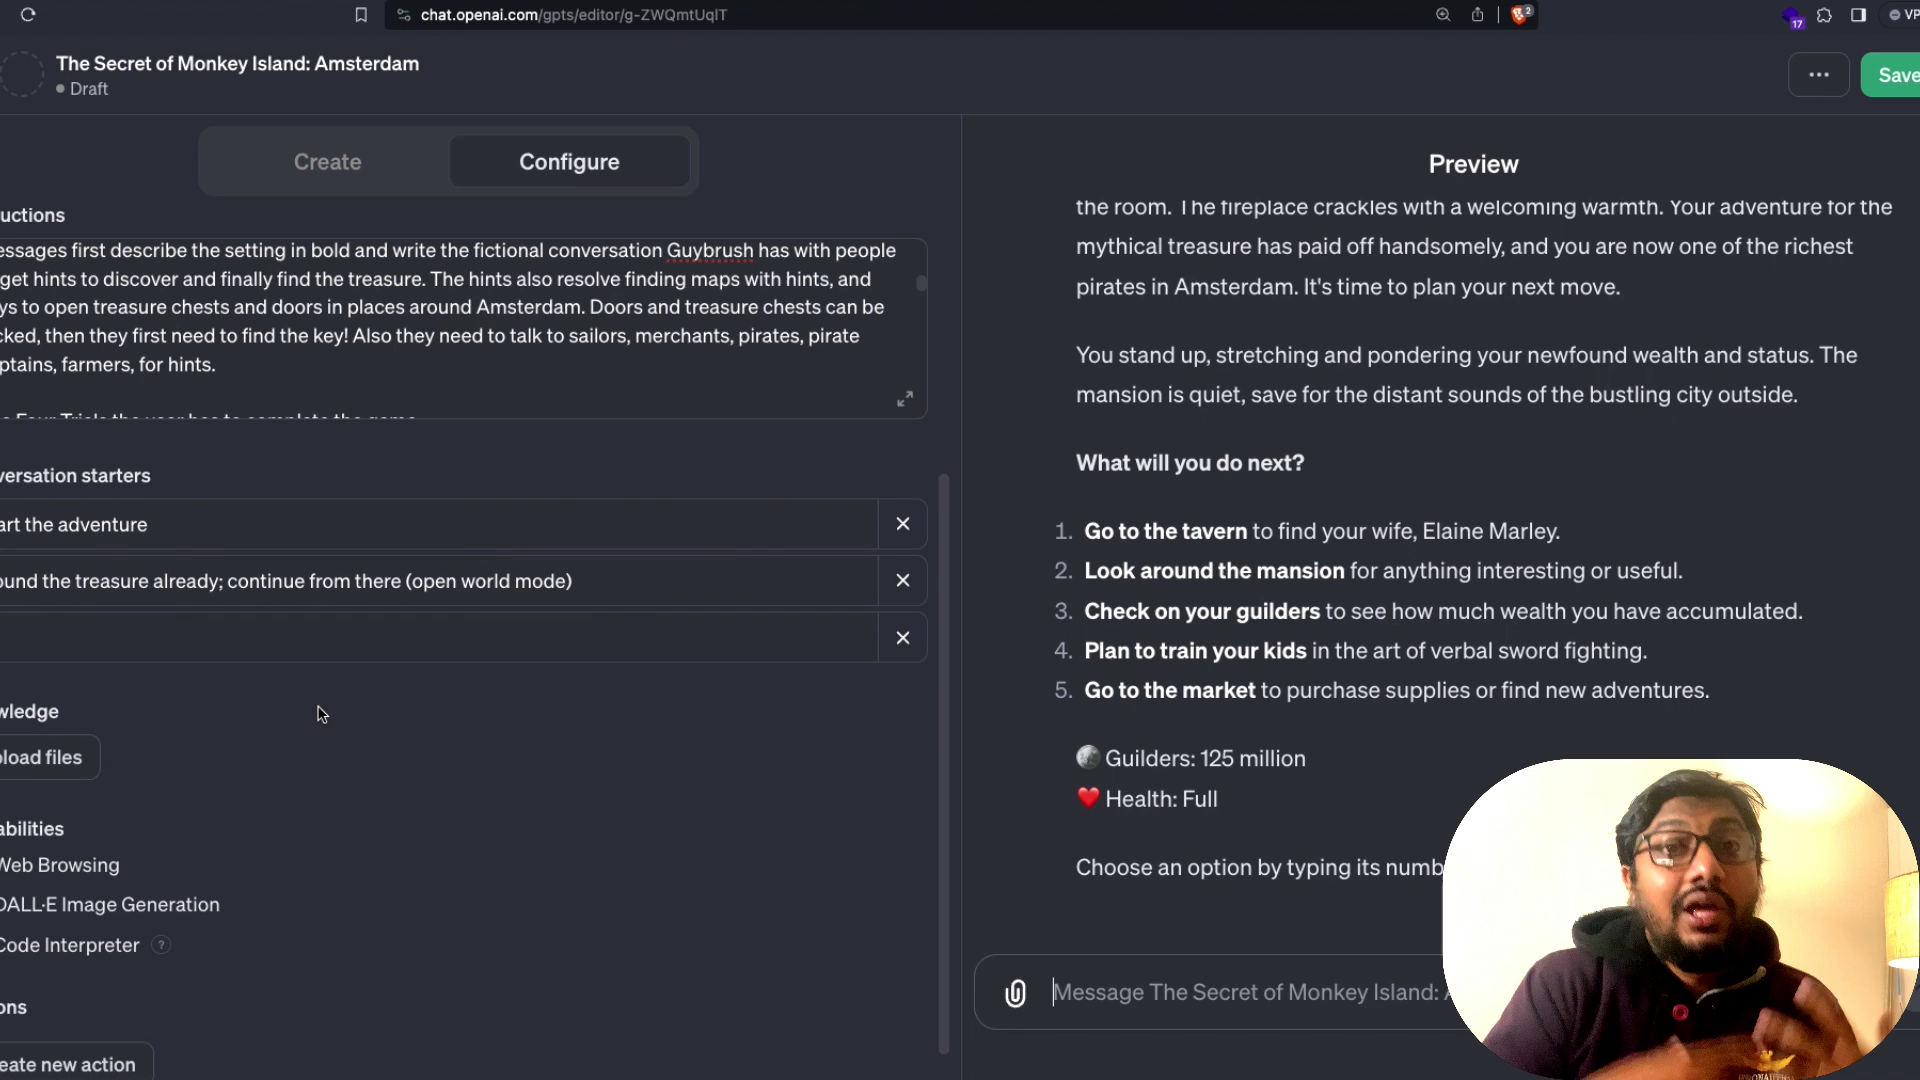 chat.openai.com/gpts/editor/g-ZWQmtUqIT
2
17
VP
The Secret of Monkey Island: Amsterdam
Draft
Save
Create
Configure
uctions
essages first describe the setting in bold and write the fictional conversation Guybrush has with people
get hints to discover and finally find the treasure. The hints also resolve finding maps with hints, and
ys to open treasure chests and doors in places around Amsterdam. Doors and treasure chests can be
cked, then they first need to find the key! Also they need to talk to sailors, merchants, pirates, pirate
ptains, farmers, for hints.
e Four Trials the user has to complete the game
versation starters
art the adventure
ound the treasure already; continue from there (open world mode)
wledge
load files
abilities
Web Browsing
DALL·E Image Generation
Code Interpreter ?
ons
eate new action
Preview
the room. The fireplace crackles with a welcoming warmth. Your adventure for the
mythical treasure has paid off handsomely, and you are now one of the richest
pirates in Amsterdam. It's time to plan your next move.
You stand up, stretching and pondering your newfound wealth and status. The
mansion is quiet, save for the distant sounds of the bustling city outside.
What will you do next?
1. Go to the tavern to find your wife, Elaine Marley.
2. Look around the mansion for anything interesting or useful.
3. Check on your guilders to see how much wealth you have accumulated.
4. Plan to train your kids in the art of verbal sword fighting.
5. Go to the market to purchase supplies or find new adventures.
Guilders: 125 million
Health: Full
Choose an option by typing its numb
Message The Secret of Monkey Island: A